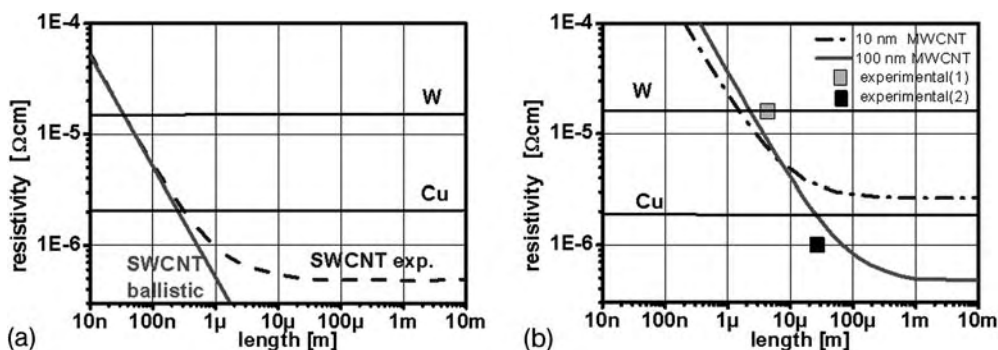 1E-4
1E-5
1E-6
resistivity [Ωcm]
W
Cu
SWCNT ballistic
SWCNT exp.
10n 100n 1µ 10µ 100µ 1m 10m
length [m]
(a)
1E-4
1E-5
1E-6
resistivity [Ωcm]
10 nm MWCNT
100 nm MWCNT
experimental(1)
experimental(2)
W
Cu
10n 100n 1µ 10µ 100µ 1m 10m
length [m]
(b)